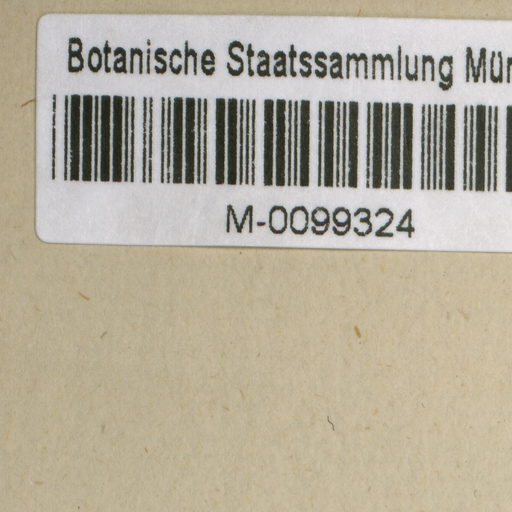 Botanische Staatssammlung Mün
M-0099324